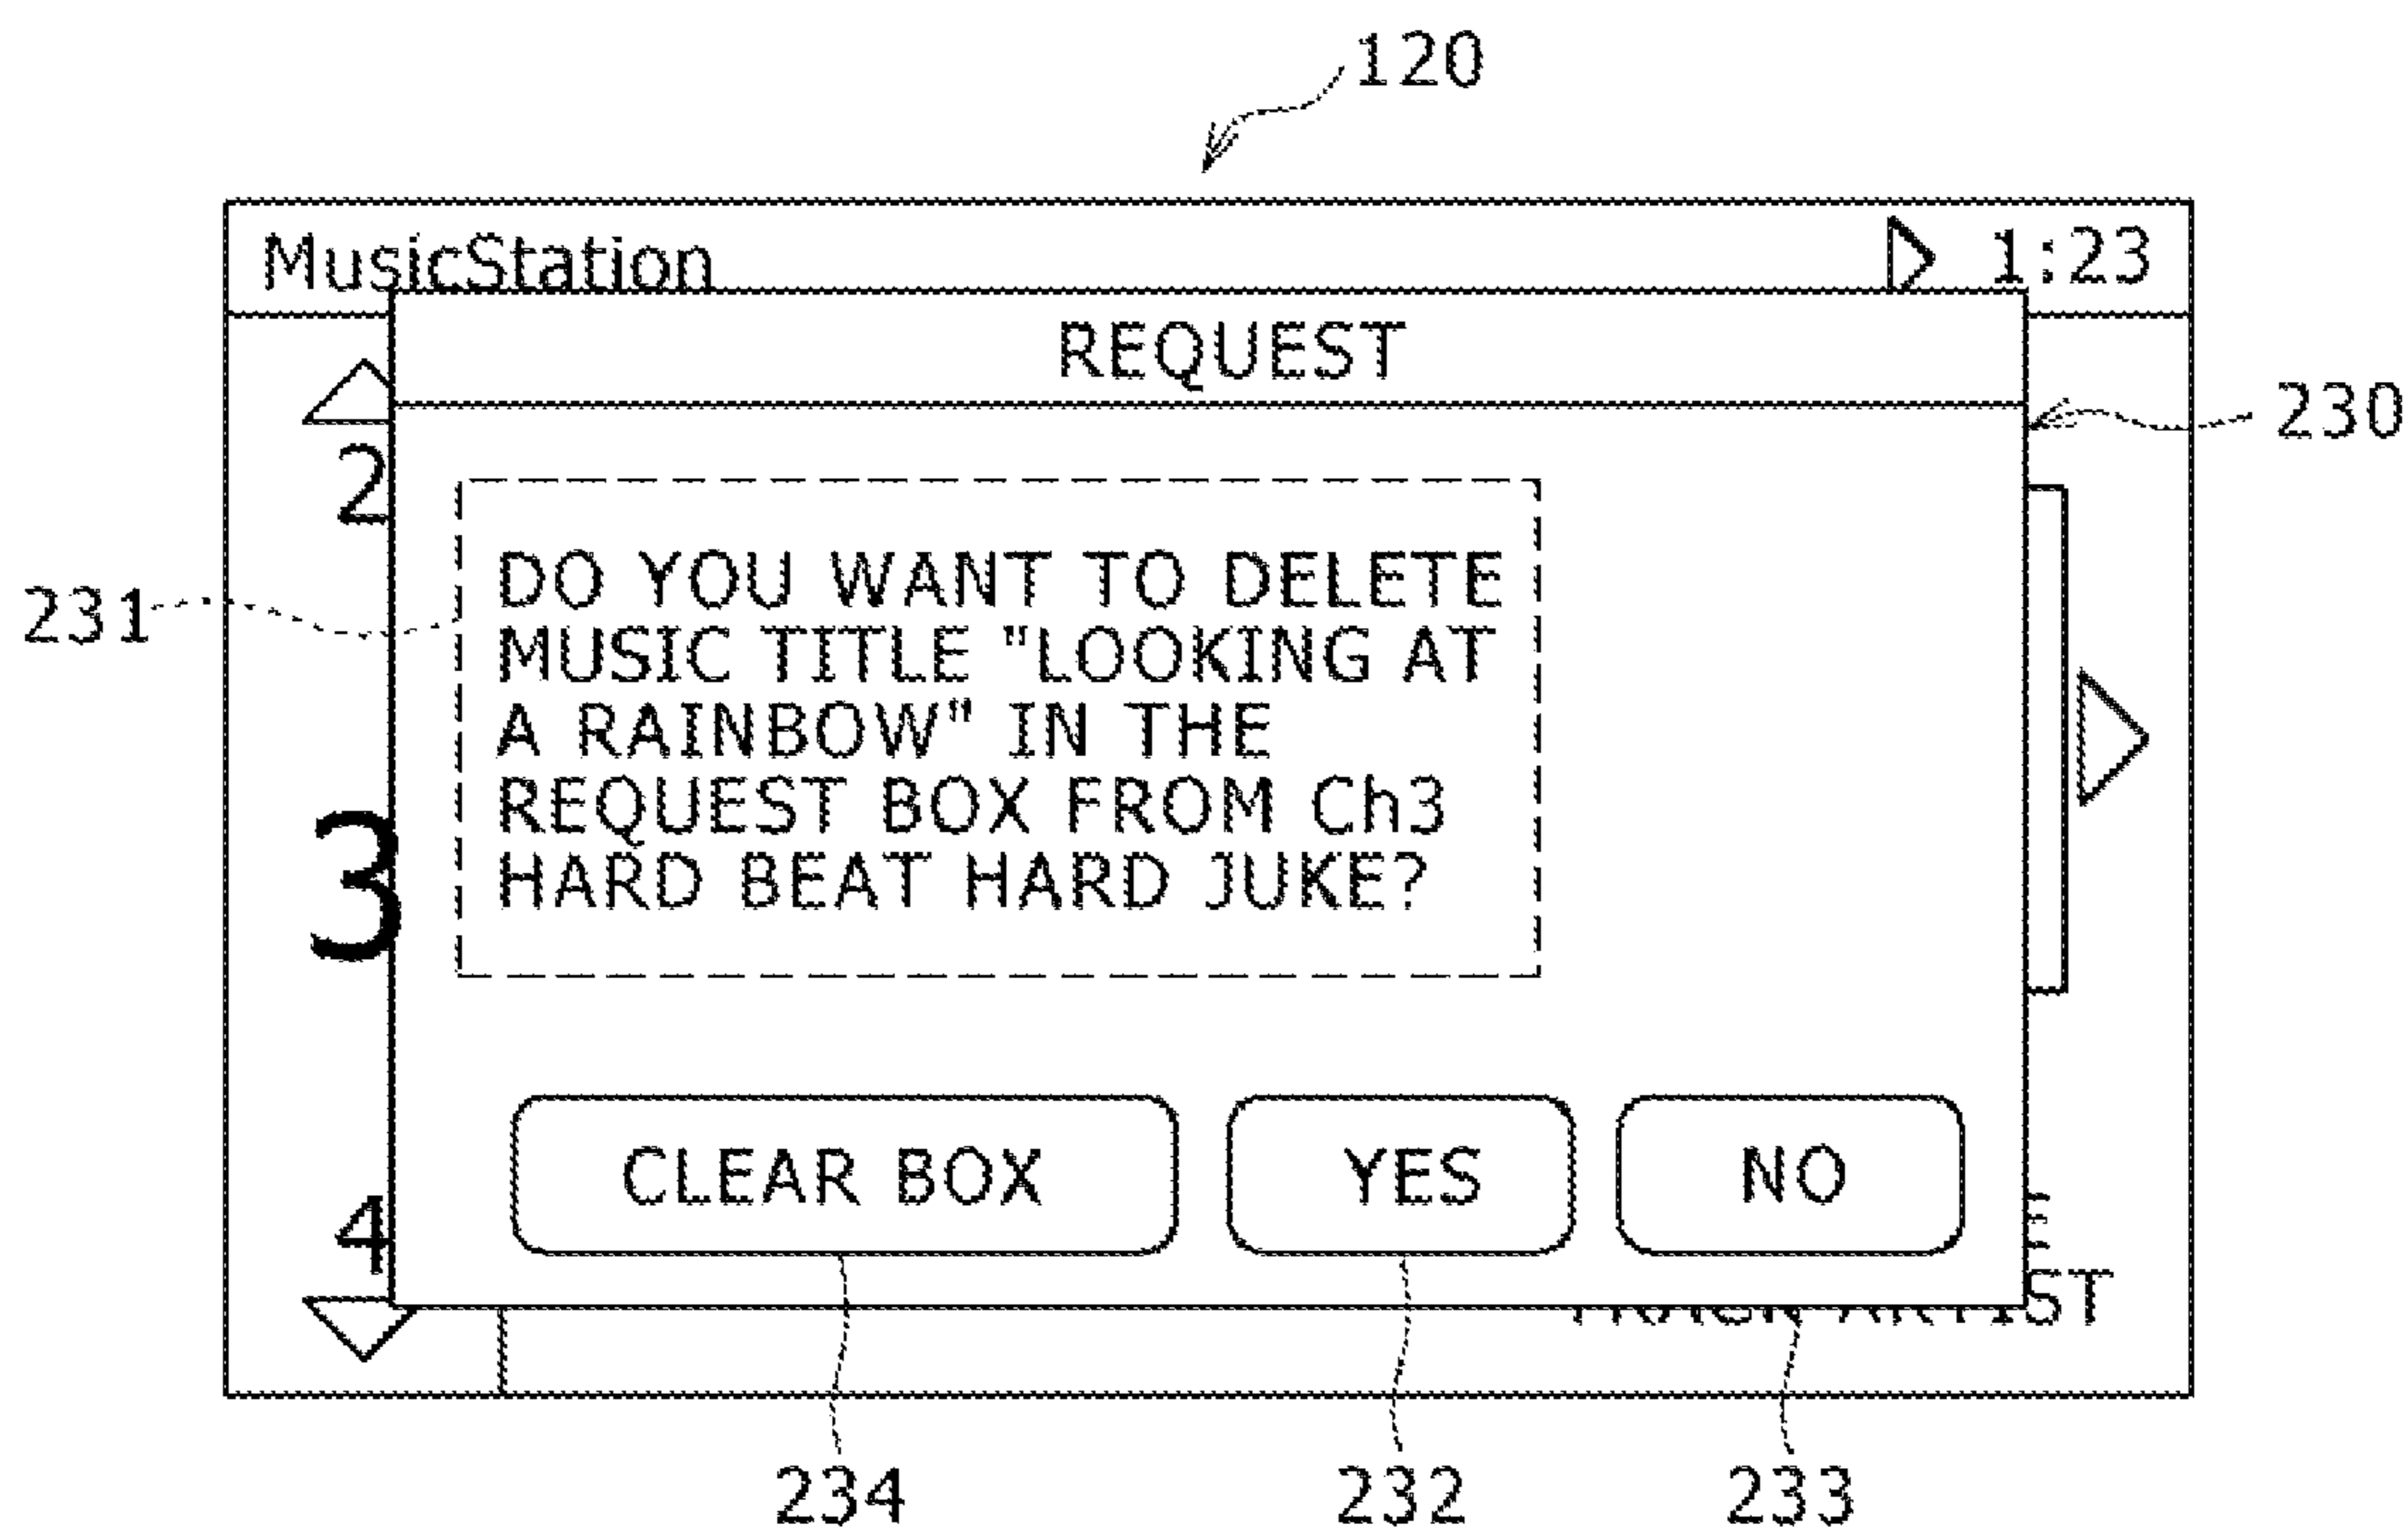 120
MusicStation 1:23
REQUEST
230
2
231
DO YOU WANT TO DELETE
MUSIC TITLE "LOOKING AT
A RAINBOW" IN THE
REQUEST BOX FROM Ch3
HARD BEAT HARD JUKE?
3
CLEAR BOX YES NO
4
234 232 233